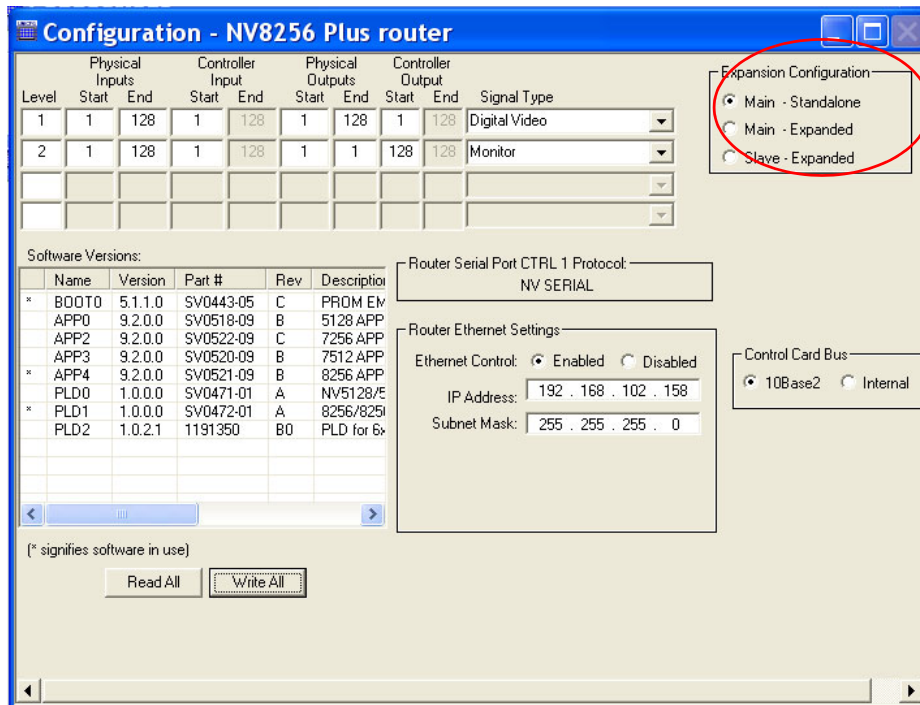 Configuration - NV8256 Plus router
Physical Inputs Controller Input Physical Outputs Controller Output
Level Start End Start End Start End Start End Signal Type
1 1 128 1 128 1 128 1 128 Digital Video
2 1 128 1 128 1 1 128 128 Monitor
Expansion Configuration
Main - Standalone
Main - Expanded
Slave - Expanded
Software Versions:
Name Version Part # Rev Description
* BOOT0 5.1.1.0 SV0443-05 C PROM EM
APP0 9.2.0.0 SV0518-09 B 5128 APP
APP2 9.2.0.0 SV0522-09 C 7256 APP
APP3 9.2.0.0 SV0520-09 B 7512 APP
* APP4 9.2.0.0 SV0521-09 B 8256 APP
PLD0 1.0.0.0 SV0471-01 A NV5128/5
* PLD1 1.0.0.0 SV0472-01 A 8256/825
PLD2 1.0.2.1 1191350 B0 PLD for 6x
(* signifies software in use)
Read All Write All
Router Serial Port CTRL 1 Protocol:
NV SERIAL
Router Ethernet Settings
Ethernet Control: Enabled Disabled
IP Address: 192 . 168 . 102 . 158
Subnet Mask: 255 . 255 . 255 . 0
Control Card Bus
10Base2 Internal